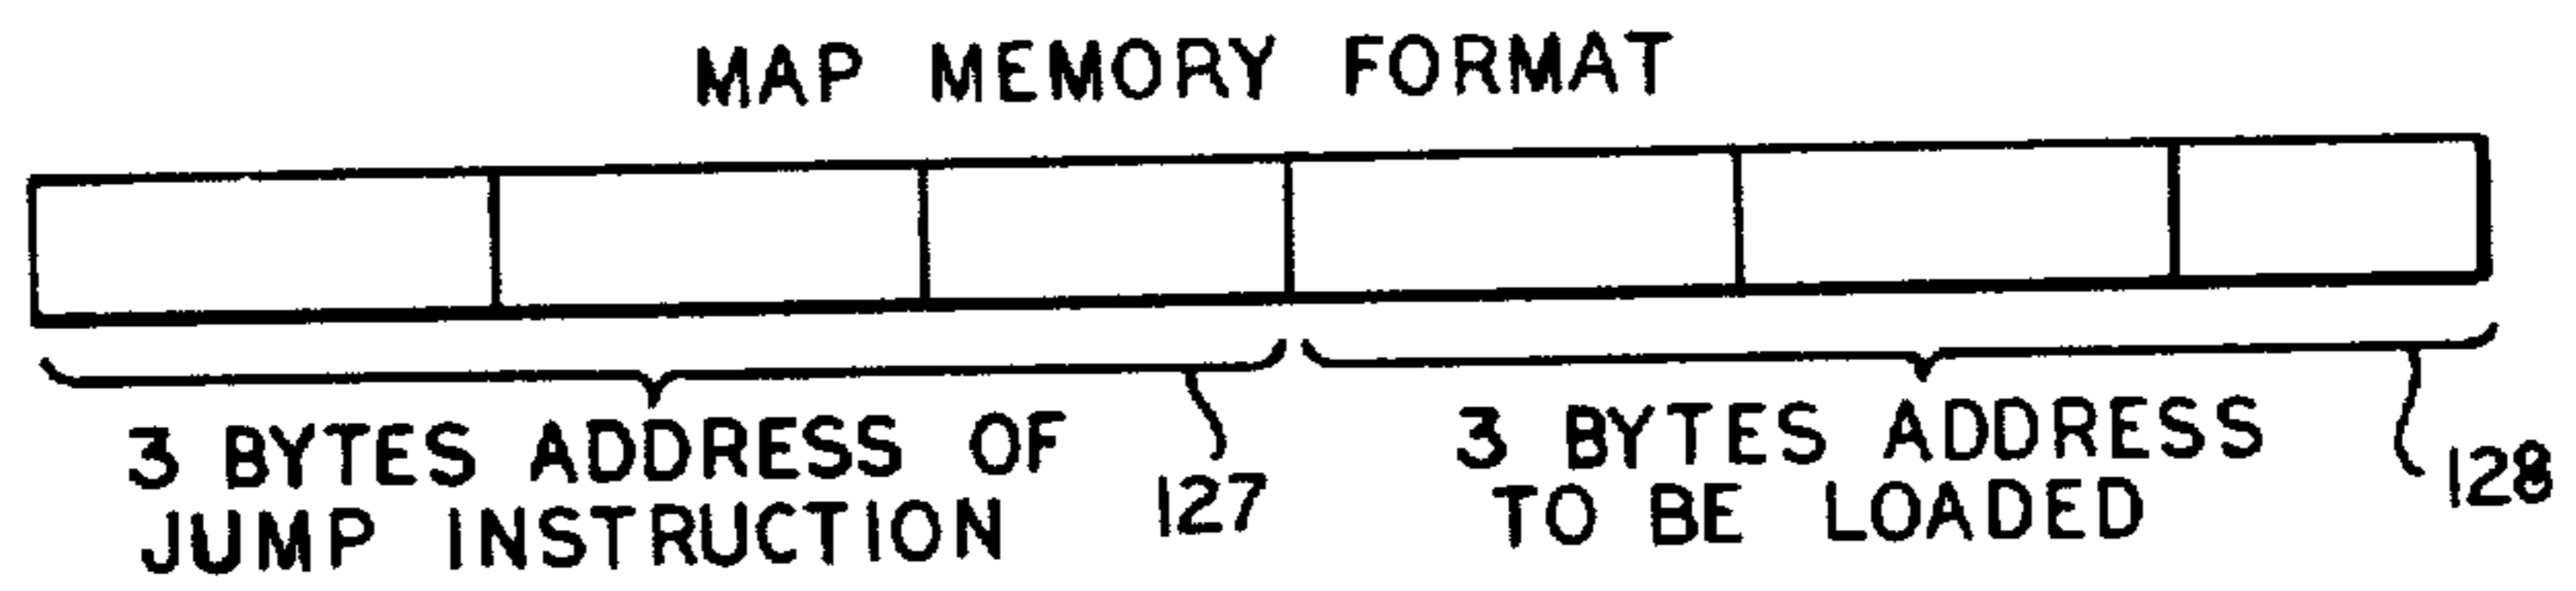 MAP MEMORY FORMAT
3 BYTES ADDRESS OF
JUMP INSTRUCTION
127
3 BYTES ADDRESS
TO BE LOADED
128